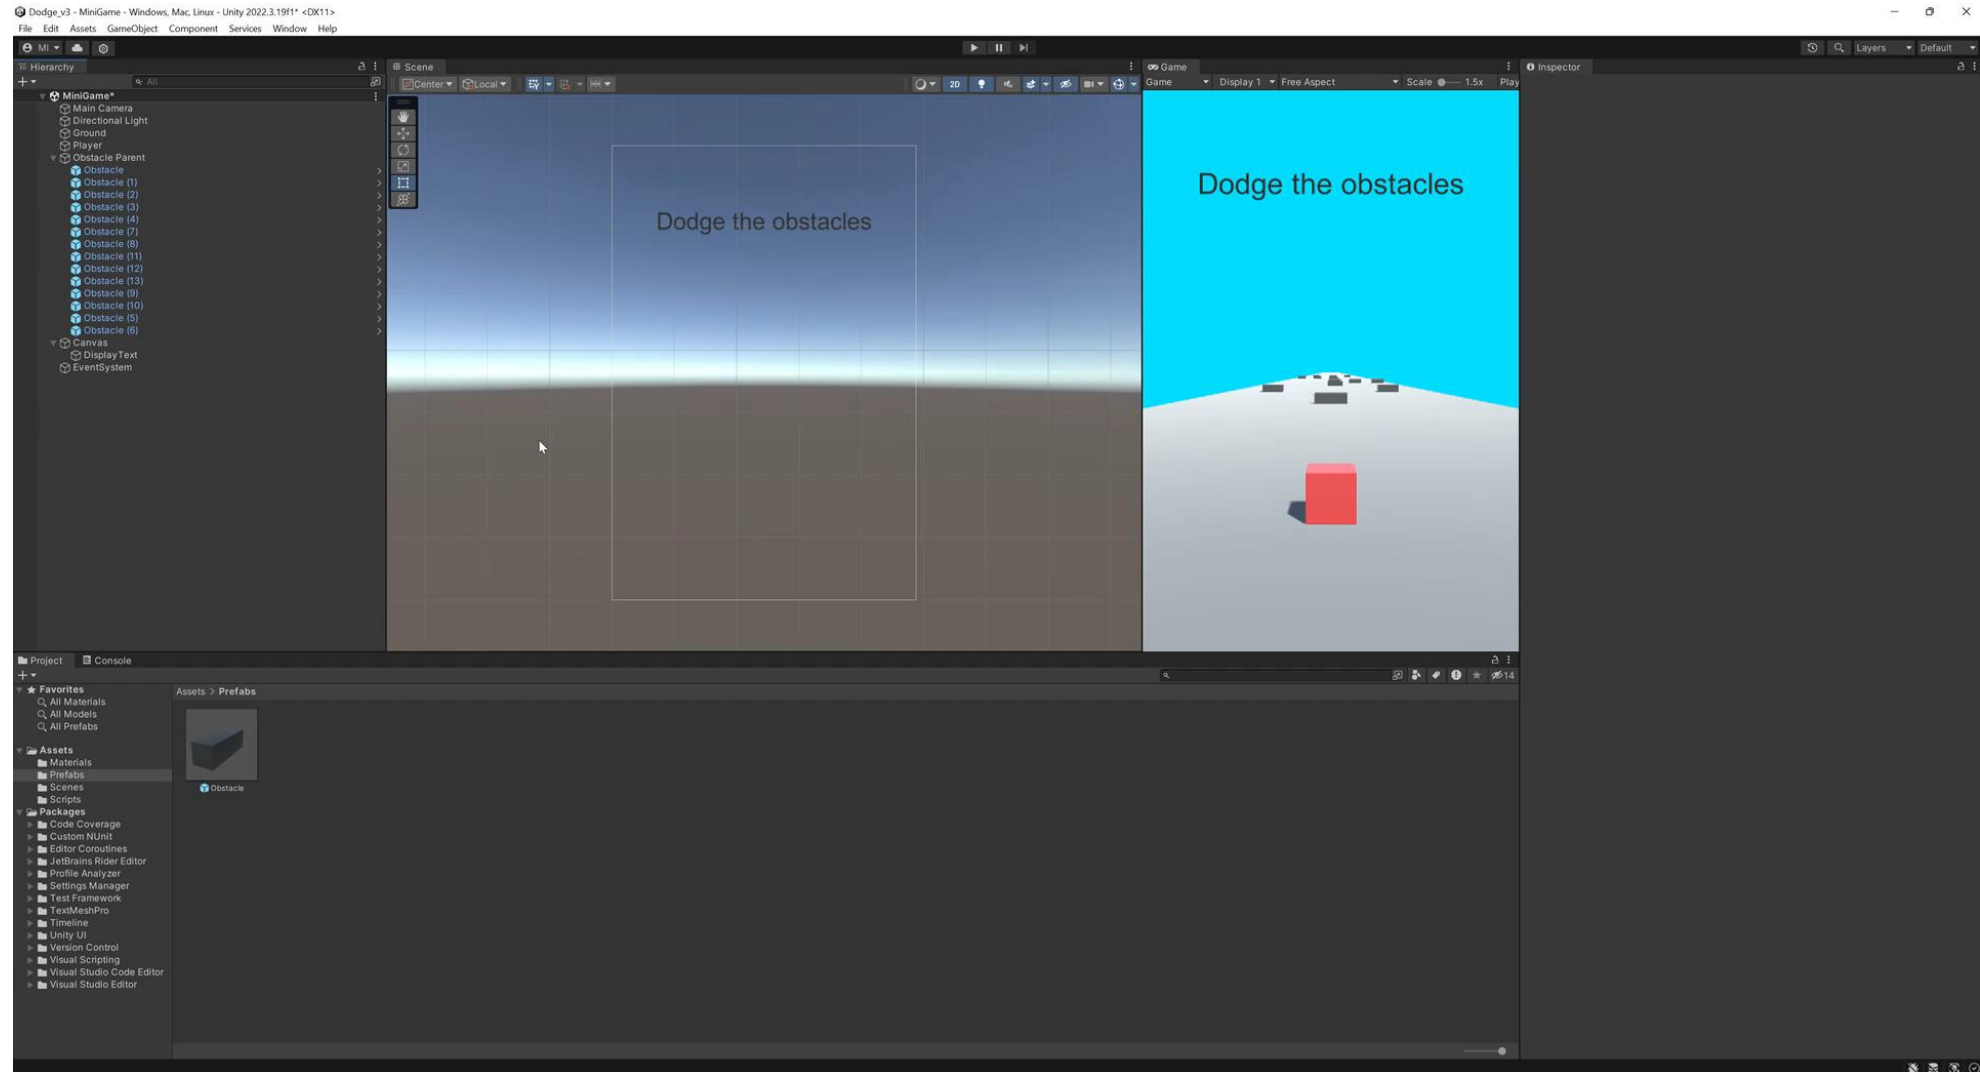 Dodge_v3 - MiniGame - Windows, Mac, Linux - Unity 2022.3.19f1* <DX11>
File Edit Assets GameObject Component Services Window Help
MI
Layers Default
Hierarchy
All
MiniGame*
Main Camera
Directional Light
Ground
Player
Obstacle Parent
Obstacle
Obstacle (1)
Obstacle (2)
Obstacle (3)
Obstacle (4)
Obstacle (7)
Obstacle (8)
Obstacle (11)
Obstacle (12)
Obstacle (13)
Obstacle (9)
Obstacle (10)
Obstacle (5)
Obstacle (6)
Canvas
DisplayText
EventSystem
Scene
Center Local
2D
Dodge the obstacles
Game
Game Display 1 Free Aspect Scale 1.5x Play
Dodge the obstacles
Inspector
Project Console
14
Favorites
All Materials
All Models
All Prefabs
Assets
Materials
Prefabs
Scenes
Scripts
Packages
Code Coverage
Custom NUnit
Editor Coroutines
JetBrains Rider Editor
Profile Analyzer
Settings Manager
Test Framework
TextMeshPro
Timeline
Unity UI
Version Control
Visual Scripting
Visual Studio Code Editor
Visual Studio Editor
Assets > Prefabs
Obstacle